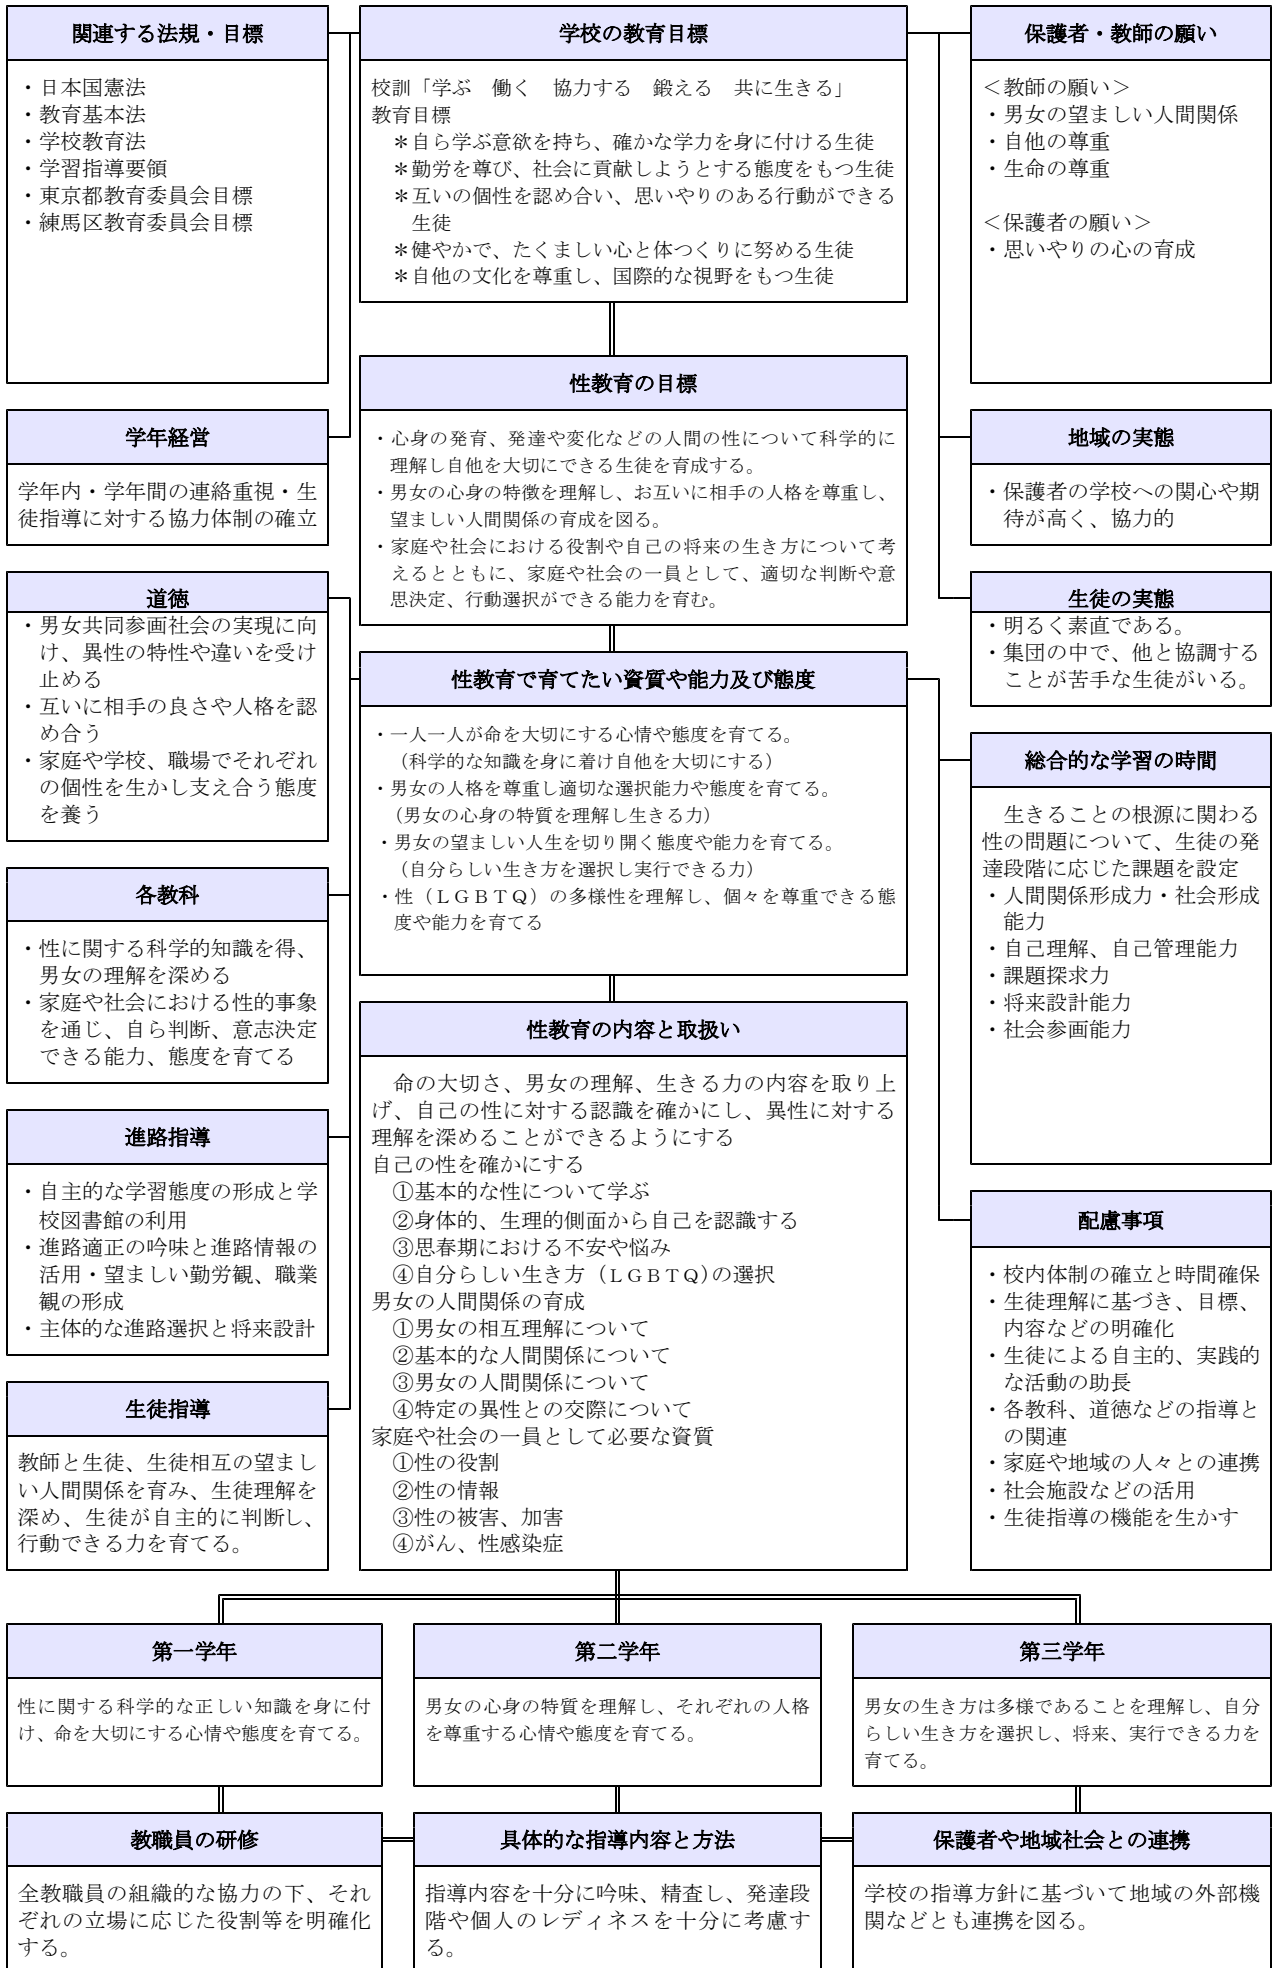 関連する法規・目標
・日本国憲法
・教育基本法
・学校教育法
・学習指導要領
・東京都教育委員会目標
・練馬区教育委員会目標
学校の教育目標
校訓「学ぶ　働く　協力する　鍛える　共に生きる」
教育目標
＊自ら学ぶ意欲を持ち、確かな学力を身に付ける生徒
＊勤労を尊び、社会に貢献しようとする態度をもつ生徒
＊互いの個性を認め合い、思いやりのある行動ができる
生徒
＊健やかで、たくましい心と体つくりに努める生徒
＊自他の文化を尊重し、国際的な視野をもつ生徒
保護者・教師の願い
＜教師の願い＞
・男女の望ましい人間関係
・自他の尊重
・生命の尊重
＜保護者の願い＞
・思いやりの心の育成
性教育の目標
・心身の発育、発達や変化などの人間の性について科学的に
理解し自他を大切にできる生徒を育成する。
・男女の心身の特徴を理解し、お互いに相手の人格を尊重し、
望ましい人間関係の育成を図る。
・家庭や社会における役割や自己の将来の生き方について考
えるとともに、家庭や社会の一員として、適切な判断や意
思決定、行動選択ができる能力を育む。
学年経営
学年内・学年間の連絡重視・生
徒指導に対する協力体制の確立
地域の実態
・保護者の学校への関心や期
待が高く、協力的
道徳
・男女共同参画社会の実現に向
け、異性の特性や違いを受け
止める
・互いに相手の良さや人格を認
め合う
・家庭や学校、職場でそれぞれ
の個性を生かし支え合う態度
を養う
生徒の実態
・明るく素直である。
・集団の中で、他と協調する
ことが苦手な生徒がいる。
性教育で育てたい資質や能力及び態度
・一人一人が命を大切にする心情や態度を育てる。
（科学的な知識を身に着け自他を大切にする）
・男女の人格を尊重し適切な選択能力や態度を育てる。
（男女の心身の特質を理解し生きる力）
・男女の望ましい人生を切り開く態度や能力を育てる。
（自分らしい生き方を選択し実行できる力）
・性（ＬＧＢＴＱ）の多様性を理解し、個々を尊重できる態
度や能力を育てる
総合的な学習の時間
　生きることの根源に関わる
性の問題について、生徒の発
達段階に応じた課題を設定
・人間関係形成力・社会形成
能力
・自己理解、自己管理能力
・課題探求力
・将来設計能力
・社会参画能力
各教科
・性に関する科学的知識を得、
男女の理解を深める
・家庭や社会における性的事象
を通じ、自ら判断、意志決定
できる能力、態度を育てる
性教育の内容と取扱い
　命の大切さ、男女の理解、生きる力の内容を取り上
げ、自己の性に対する認識を確かにし、異性に対する
理解を深めることができるようにする
自己の性を確かにする
①基本的な性について学ぶ
②身体的、生理的側面から自己を認識する
③思春期における不安や悩み
④自分らしい生き方（ＬＧＢＴＱ)の選択
男女の人間関係の育成
①男女の相互理解について
②基本的な人間関係について
③男女の人間関係について
④特定の異性との交際について
家庭や社会の一員として必要な資質
①性の役割
②性の情報
③性の被害、加害
④がん、性感染症
進路指導
・自主的な学習態度の形成と学
校図書館の利用
・進路適正の吟味と進路情報の
活用・望ましい勤労観、職業
観の形成
・主体的な進路選択と将来設計
配慮事項
・校内体制の確立と時間確保
・生徒理解に基づき、目標、
内容などの明確化
・生徒による自主的、実践的
な活動の助長
・各教科、道徳などの指導と
の関連
・家庭や地域の人々との連携
・社会施設などの活用
・生徒指導の機能を生かす
生徒指導
教師と生徒、生徒相互の望まし
い人間関係を育み、生徒理解を
深め、生徒が自主的に判断し、
行動できる力を育てる。
第一学年
性に関する科学的な正しい知識を身に付
け、命を大切にする心情や態度を育てる。
第二学年
男女の心身の特質を理解し、それぞれの人格
を尊重する心情や態度を育てる。
第三学年
男女の生き方は多様であることを理解し、自分
らしい生き方を選択し、将来、実行できる力を
育てる。
教職員の研修
全教職員の組織的な協力の下、それ
ぞれの立場に応じた役割等を明確化
する。
具体的な指導内容と方法
指導内容を十分に吟味、精査し、発達段
階や個人のレディネスを十分に考慮す
る。
保護者や地域社会との連携
学校の指導方針に基づいて地域の外部機
関などとも連携を図る。